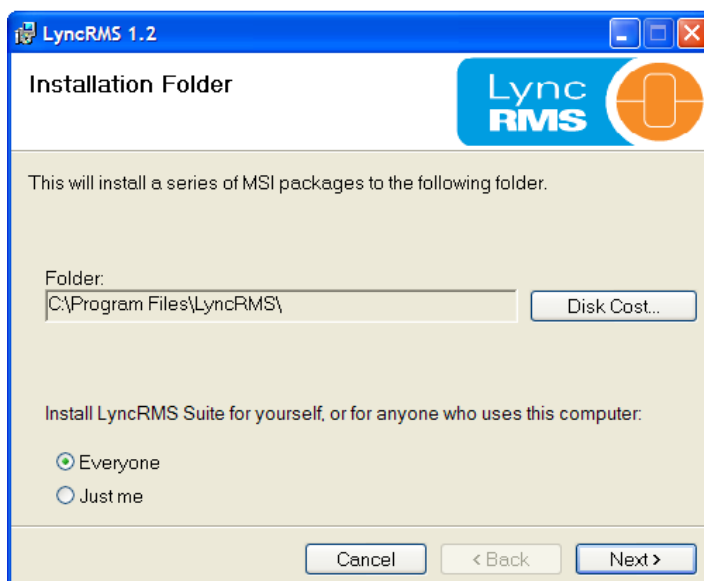 LyncRMS 1.2
Installation Folder
Lync
RMS
This will install a series of MSI packages to the following folder.
Folder:
C:\Program Files\LyncRMS\
Disk Cost...
Install LyncRMS Suite for yourself, or for anyone who uses this computer:
Everyone
Just me
Cancel
< Back
Next >